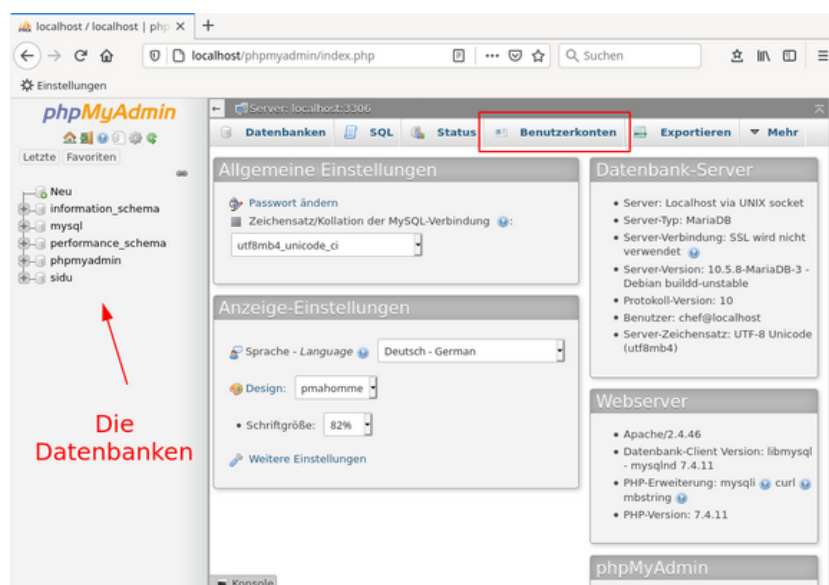 localhost / localhost | php
localhost/phpmyadmin/index.php
Suchen
Einstellungen
phpMyAdmin
Letzte Favoriten
Neu
information_schema
mysql
performance_schema
phpmyadmin
sidu
Die
Datenbanken
Server: localhost:3306
Datenbanken SQL Status Benutzerkonten Exportieren Mehr
Allgemeine Einstellungen
Passwort ändern
Zeichensatz/Kollation der MySQL-Verbindung :
utf8mb4_unicode_ci
Anzeige-Einstellungen
Sprache - Language Deutsch - German
Design: pmahomme
• Schriftgröße: 82%
Weitere Einstellungen
Konsole
Datenbank-Server
• Server: Localhost via UNIX socket
• Server-Typ: MariaDB
• Server-Verbindung: SSL wird nicht
verwendet
• Server-Version: 10.5.8-MariaDB-3 -
Debian buildd-unstable
• Protokoll-Version: 10
• Benutzer: chef@localhost
• Server-Zeichensatz: UTF-8 Unicode
(utf8mb4)
Webserver
• Apache/2.4.46
• Datenbank-Client Version: libmysql
- mysqlnd 7.4.11
• PHP-Erweiterung: mysqli curl
mbstring
• PHP-Version: 7.4.11
phpMyAdmin